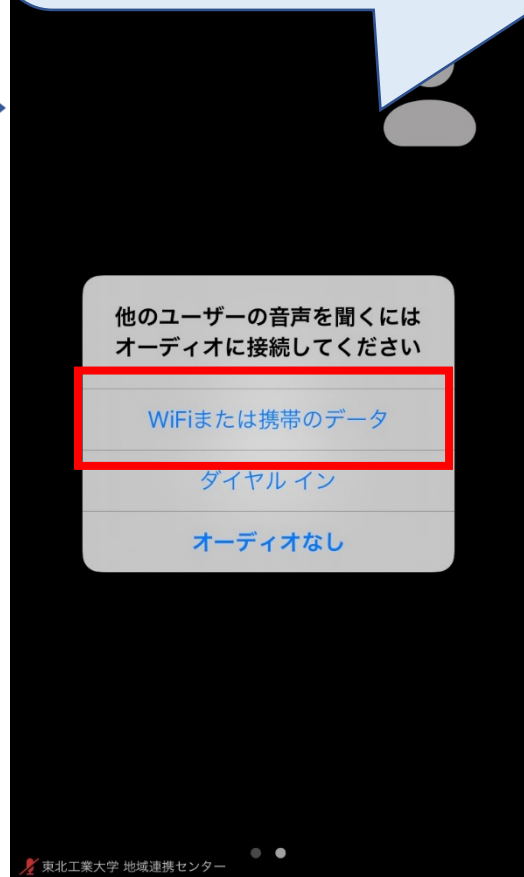 他のユーザーの音声を聞くには
オーディオに接続してください
WiFiまたは携帯のデータ
ダイヤル イン
オーディオなし
東北工業大学 地域連携センター